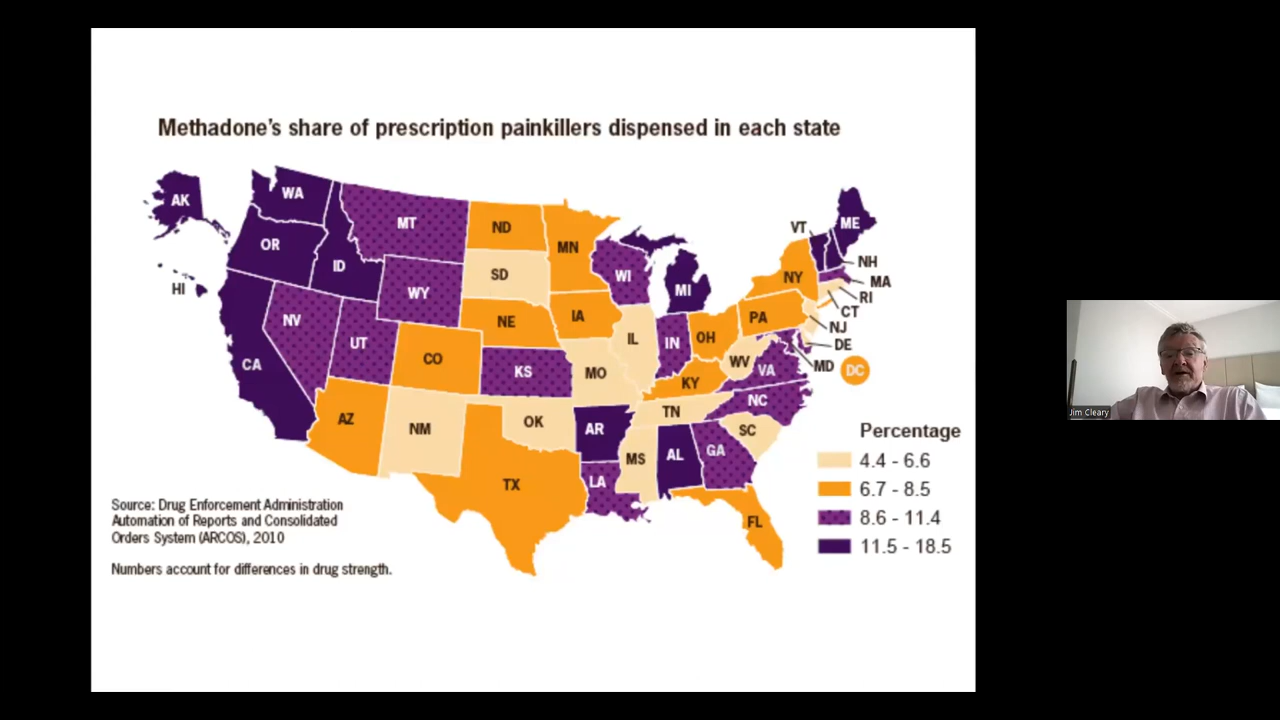 Methadone's share of prescription painkillers dispensed in each state
AK
WA
MT
ND
MN
VT
ME
OR
ID
SD
WI
NH
HI
WY
MI
NY
MA
RI
CT
NV
NE
IA
PA
NJ
UT
IL
IN
OH
DE
CA
CO
KS
MO
WV
VA
MD
DC
KY
AZ
NM
OK
AR
TN
NC
SC
MS
AL
GA
TX
LA
FL
Percentage
4.4 - 6.6
6.7 - 8.5
8.6 - 11.4
11.5 - 18.5
Source: Drug Enforcement Administration
Automation of Reports and Consolidated
Orders System (ARCOS), 2010
Numbers account for differences in drug strength.
Jim Cleary